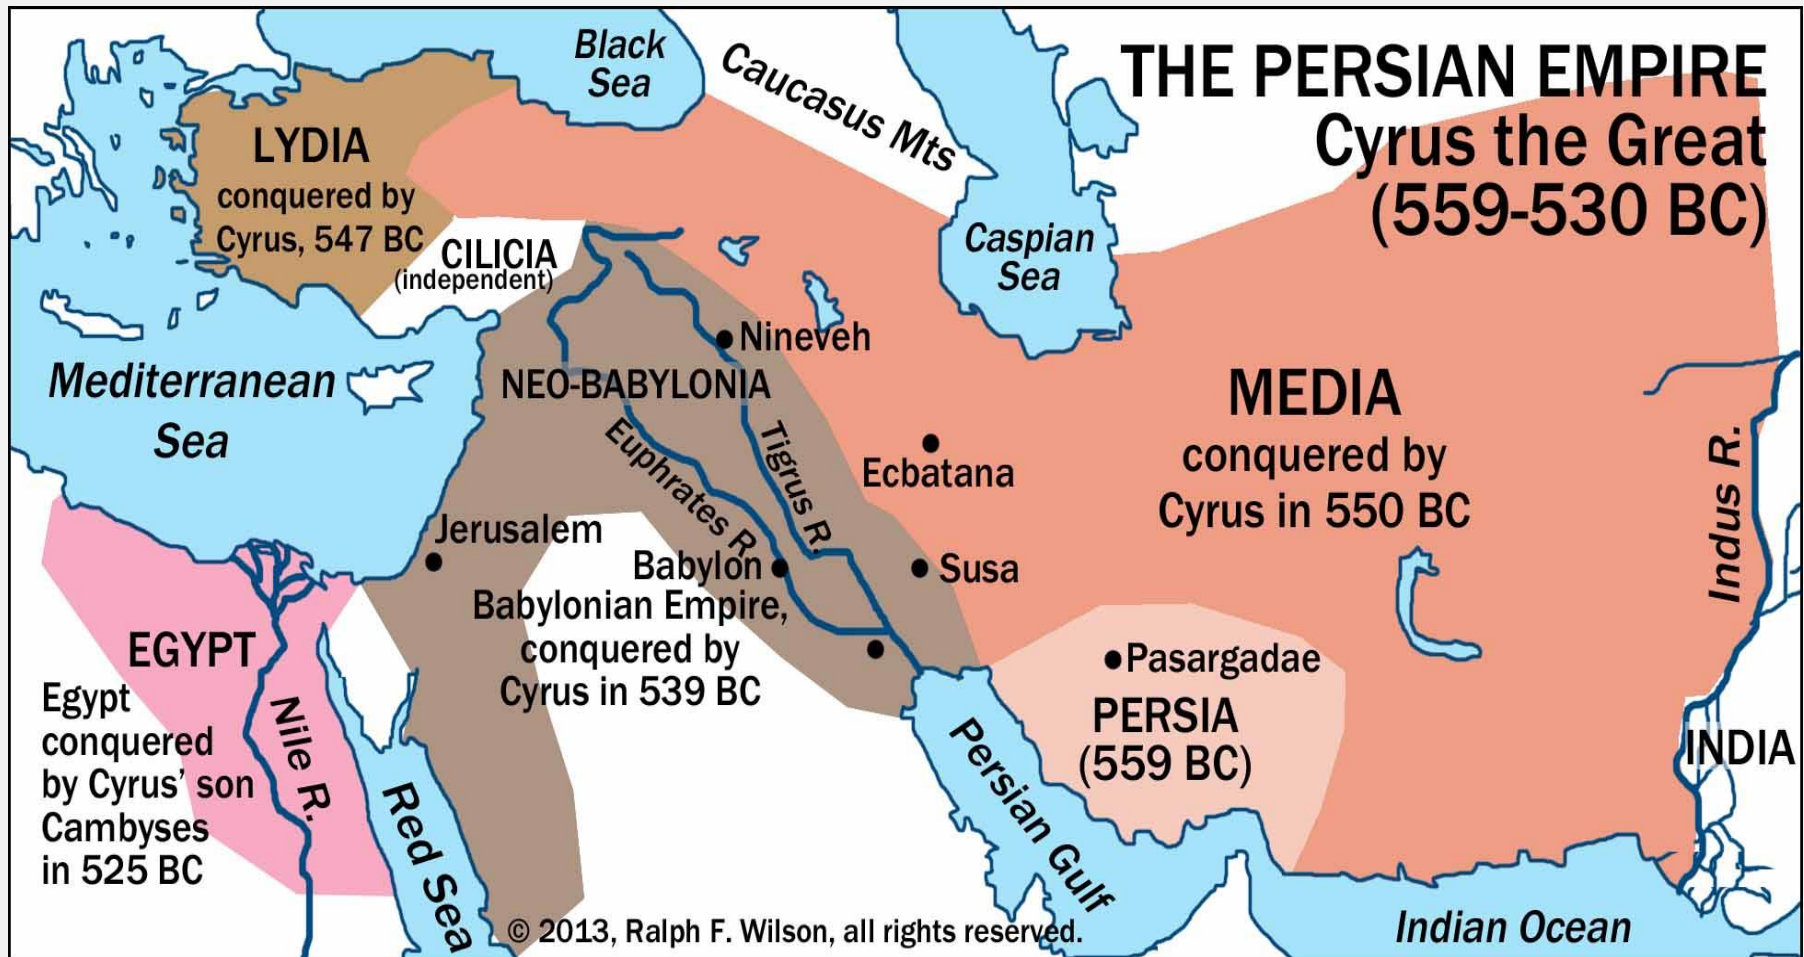 THE PERSIAN EMPIRE
Cyrus the Great
(559-530 BC)
Black
Sea
Caucasus Mts
LYDIA
conquered by
Cyrus, 547 BC
CILICIA
(independent)
Caspian
Sea
Nineveh
Mediterranean
Sea
NEO-BABYLONIA
MEDIA
conquered by
Cyrus in 550 BC
Ecbatana
Euphrates R.
Tigrus R.
Indus R.
Jerusalem
Babylon
Susa
Babylonian Empire,
conquered by
Cyrus in 539 BC
EGYPT
Egypt
conquered
by Cyrus' son
Cambyses
in 525 BC
Nile R.
Red Sea
Pasargadae
PERSIA
(559 BC)
Persian Gulf
INDIA
Indian Ocean
© 2013, Ralph F. Wilson, all rights reserved.